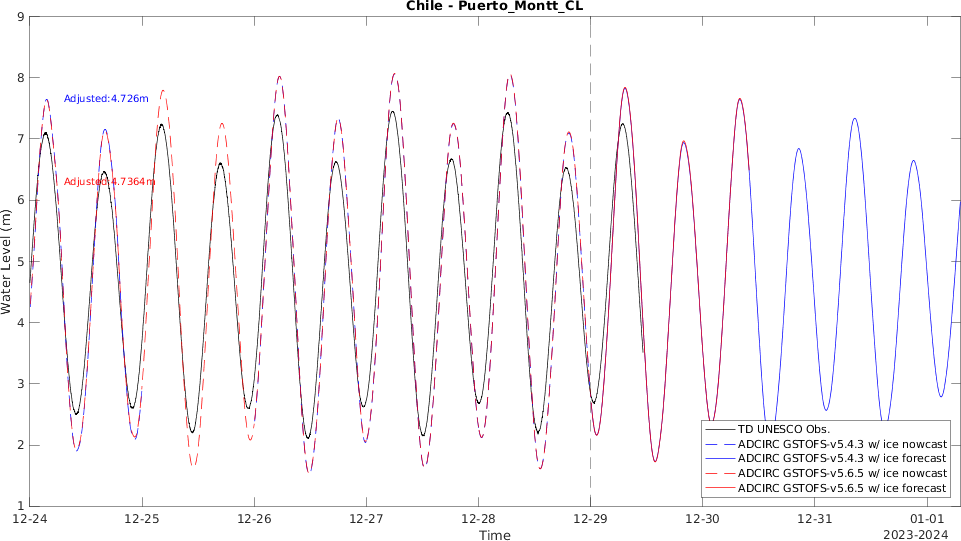 Chile - Puerto_Montt_CL
9
8
7
6
5
4
3
2
1
Water Level (m)
Adjusted:4.726m
Adjusted:4.7364m
TD UNESCO Obs.
ADCIRC GSTOFS-v5.4.3 w/ ice nowcast
ADCIRC GSTOFS-v5.4.3 w/ ice forecast
ADCIRC GSTOFS-v5.6.5 w/ ice nowcast
ADCIRC GSTOFS-v5.6.5 w/ ice forecast
12-24 12-25 12-26 12-27 12-28 12-29 12-30 12-31 01-01
Time
2023-2024